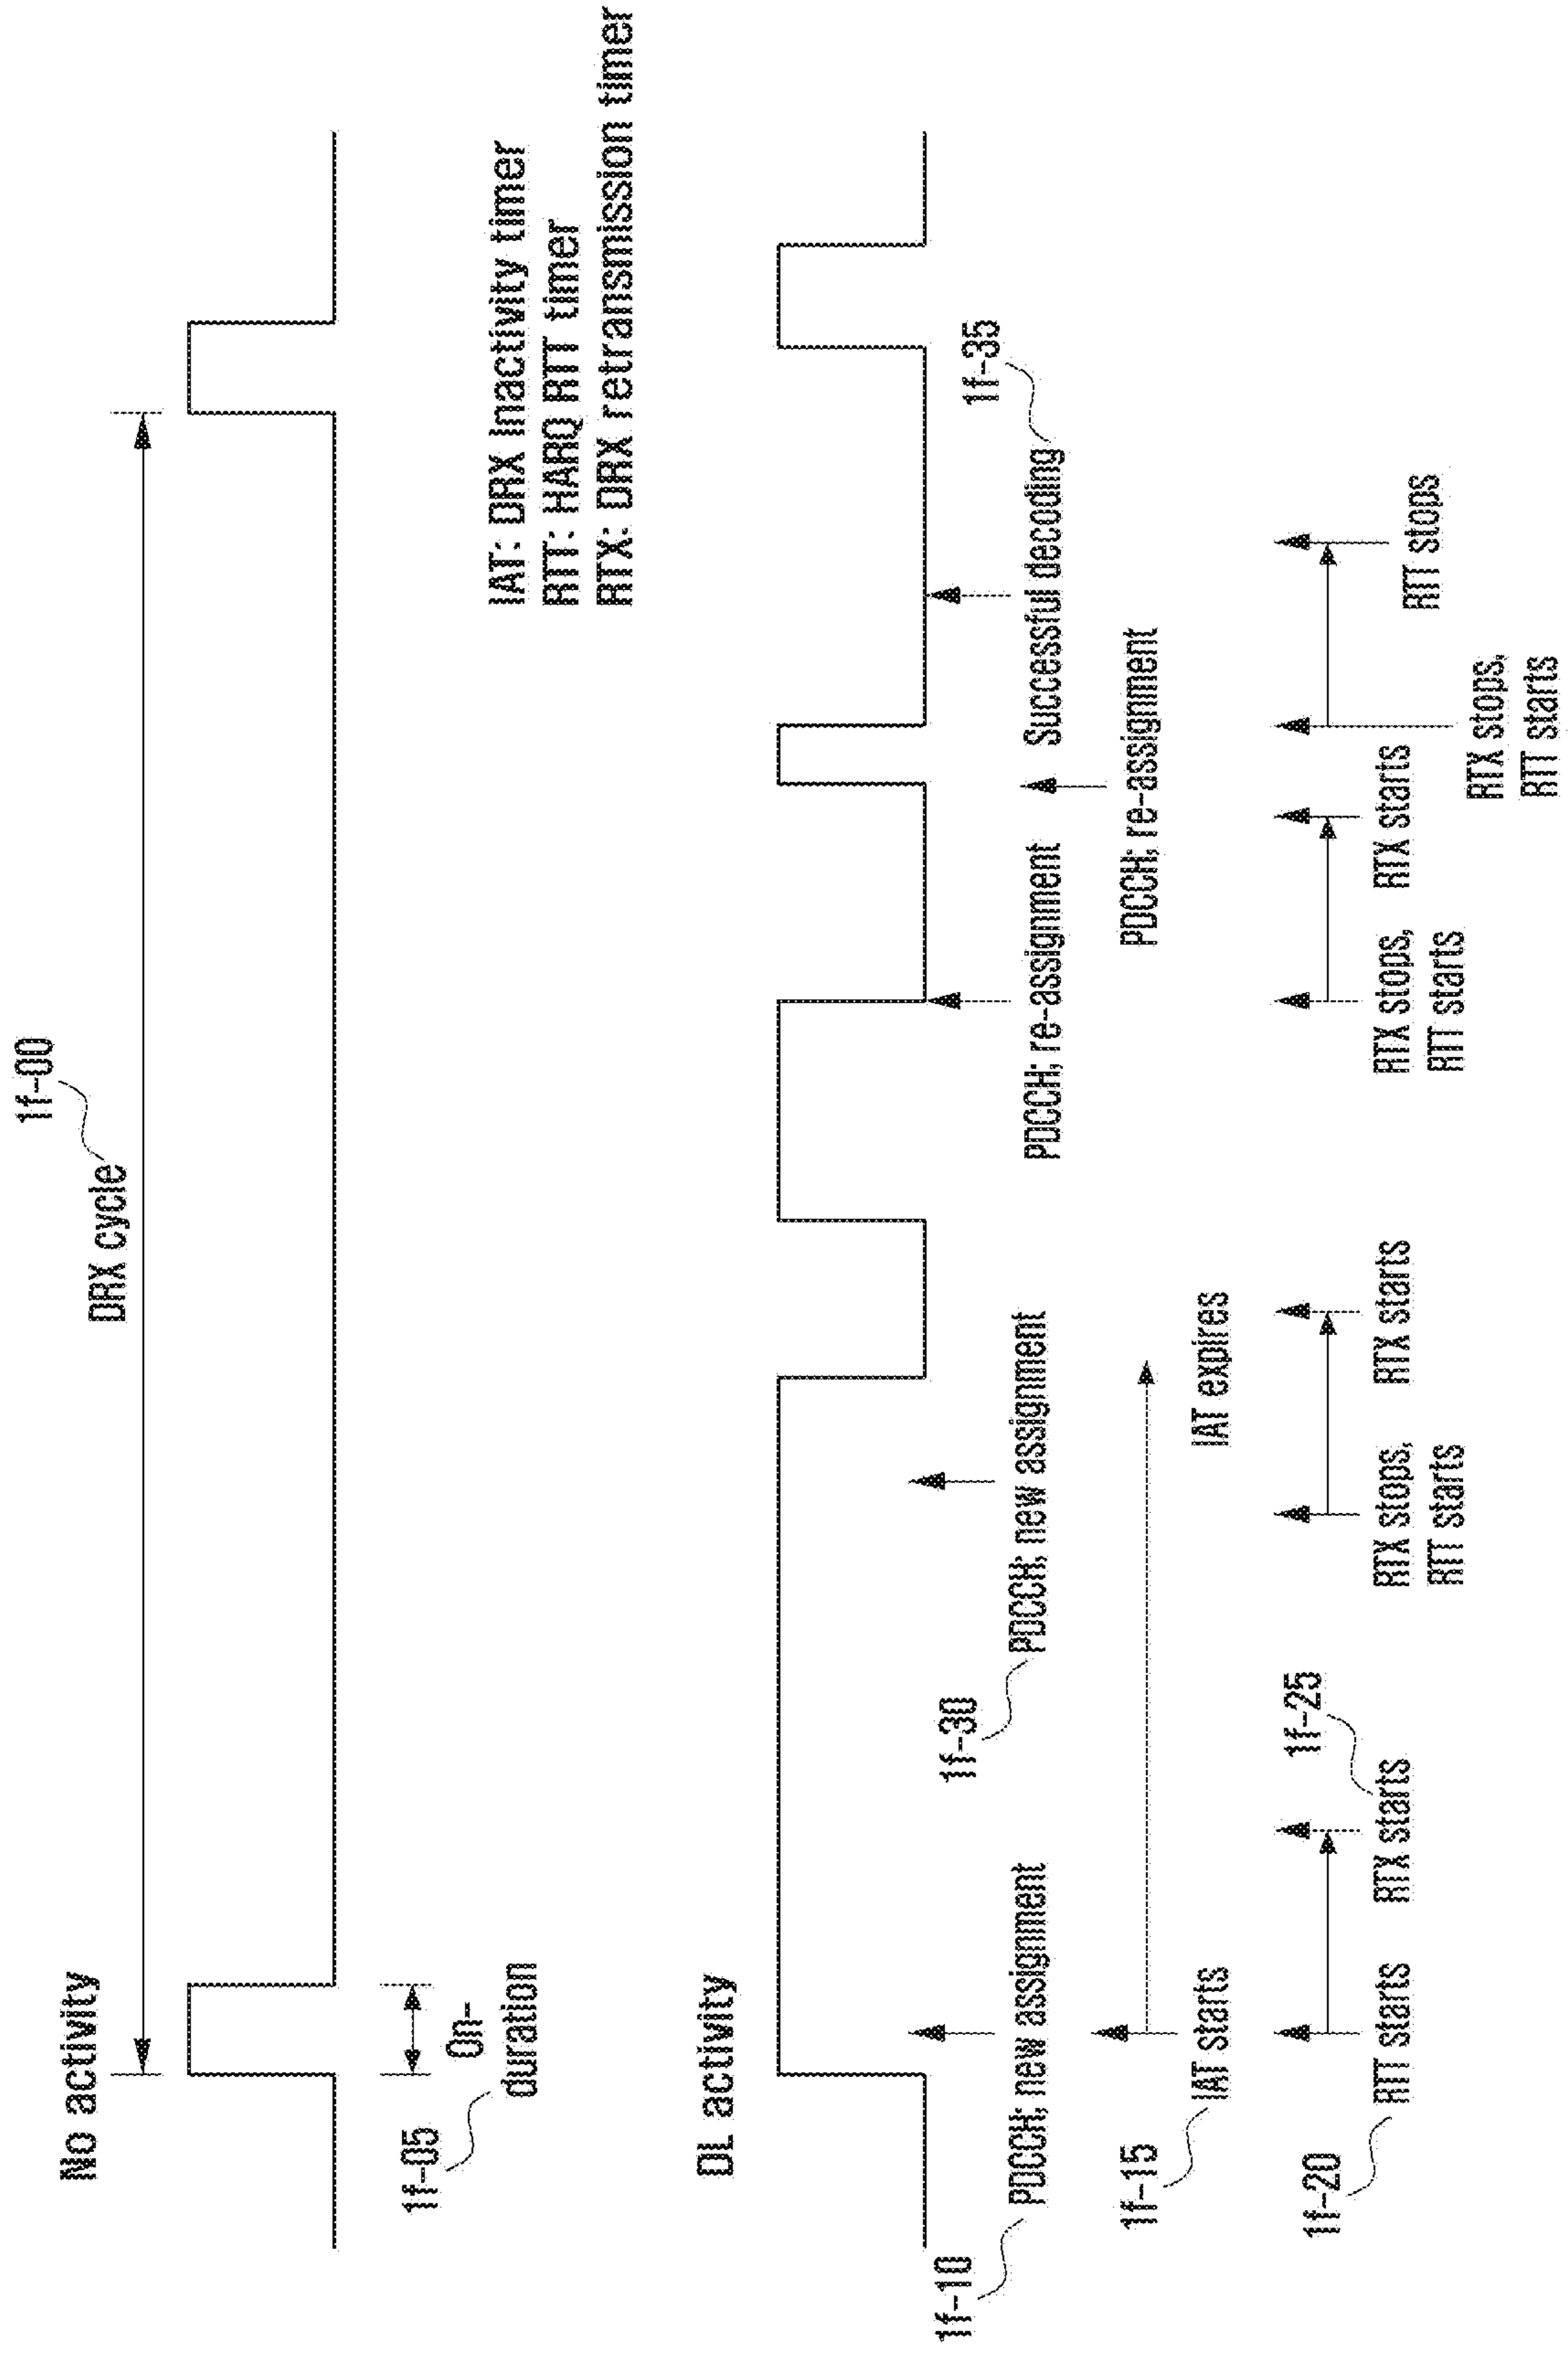 1f-00
No activity
DRX cycle
1f-05
On-
duration
IAT: DRX Inactivity timer
RTT: HARQ RTT timer
RTX: DRX retransmission timer
DL activity
1f-10
PDCCH; new assignment
1f-30
PDCCH; new assignment
PDCCH; re-assignment
Successful decoding
1f-35
PDCCH; re-assignment
1f-15
IAT starts
IAT expires
1f-20
RTT starts
RTX starts
1f-25
RTX stops,
RTT starts
RTX starts
RTX stops,
RTT starts
RTX starts
RTX stops,
RTT starts
RTT stops